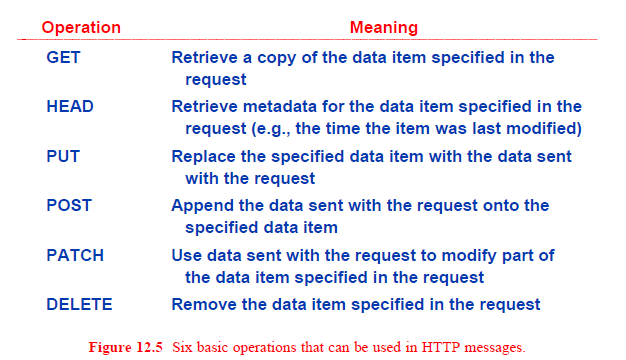 Operation Meaning
GET Retrieve a copy of the data item specified in the
request
HEAD Retrieve metadata for the data item specified in the
request (e.g., the time the item was last modified)
PUT Replace the specified data item with the data sent
with the request
POST Append the data sent with the request onto the
specified data item
PATCH Use data sent with the request to modify part of
the data item specified in the request
DELETE Remove the data item specified in the request
Figure 12.5 Six basic operations that can be used in HTTP messages.